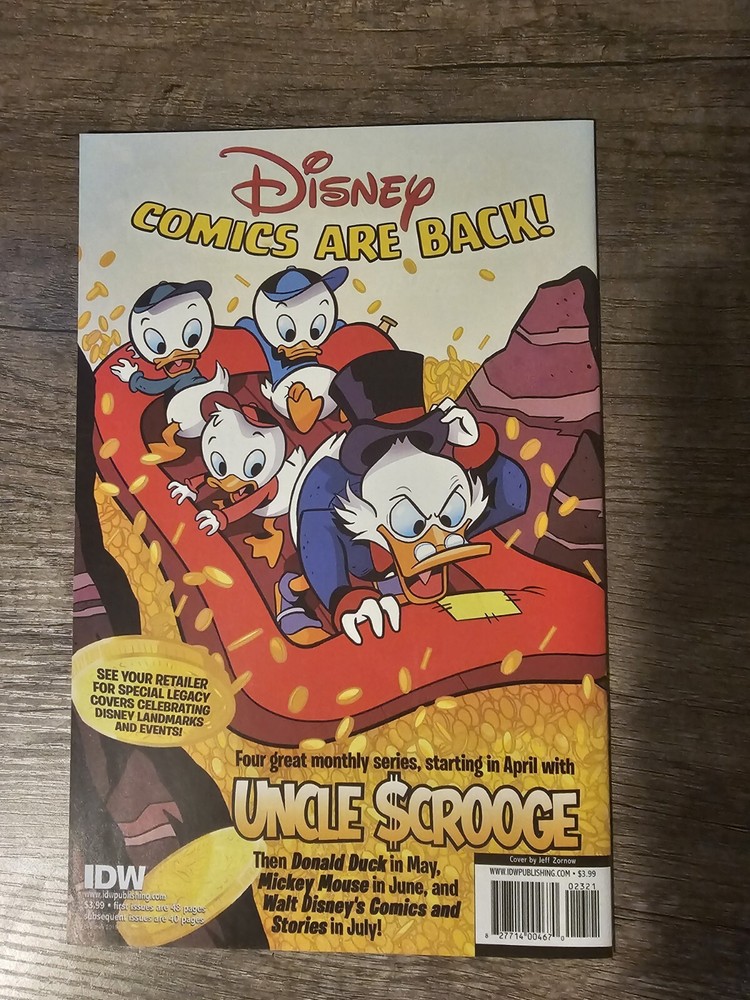 Disney
COMICS ARE BACK!
SEE YOUR RETAILER
FOR SPECIAL LEGACY
COVERS CELEBRATING
DISNEY LANDMARKS
AND EVENTS!
Four great monthly series, starting in April with
UNCLE $CROOGE
Then Donald Duck in May,
Mickey Mouse in June, and
Walt Disney's Comics and
Stories in July!
IDW
www.idwpublishing.com
$3.99 • first issues are 48 pages
subsequent issues are 40 pages
Cover by Jeff Zornow
WWW.IDWPUBLISHING.COM • $3.99
02321
8 27714 00467 0